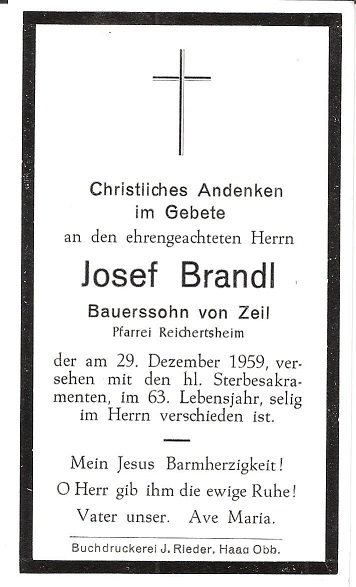 Christliches Andenken
im Gebete
an den ehrengeachteten Herrn
Josef Brandl
Bauerssohn von Zeil
Pfarrei Reichertsheim
der am 29. Dezember 1959, ver-
sehen mit den hl. Sterbesakra-
menten, im 63. Lebensjahr, selig
im Herrn verschieden ist.
Mein Jesus Barmherzigkeit!
O Herr gib ihm die ewige Ruhe!
Vater unser. Ave Maria.
Buchdruckerei J. Rieder, Haag Obb.